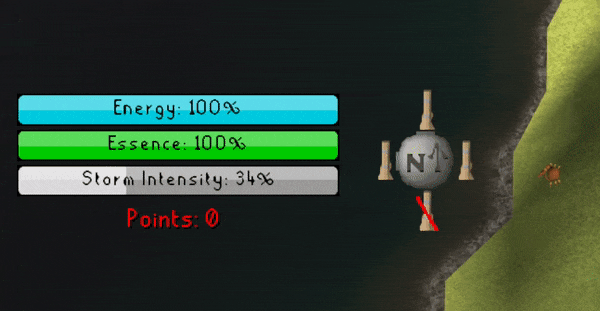 Energy: 100%
Essence: 100%
N
Storm Intensity: 34%
Points: 0